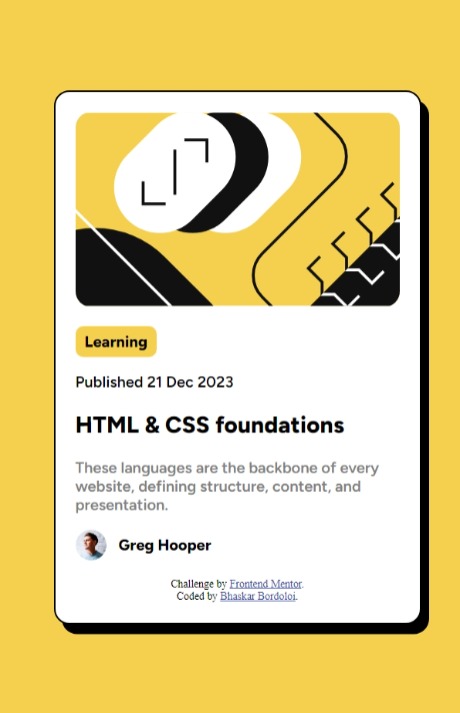 Learning
Published 21 Dec 2023
HTML & CSS foundations
These languages are the backbone of every
website, defining structure, content, and
presentation.
Greg Hooper
Challenge by Frontend Mentor.
Coded by Bhaskar Bordoloi.